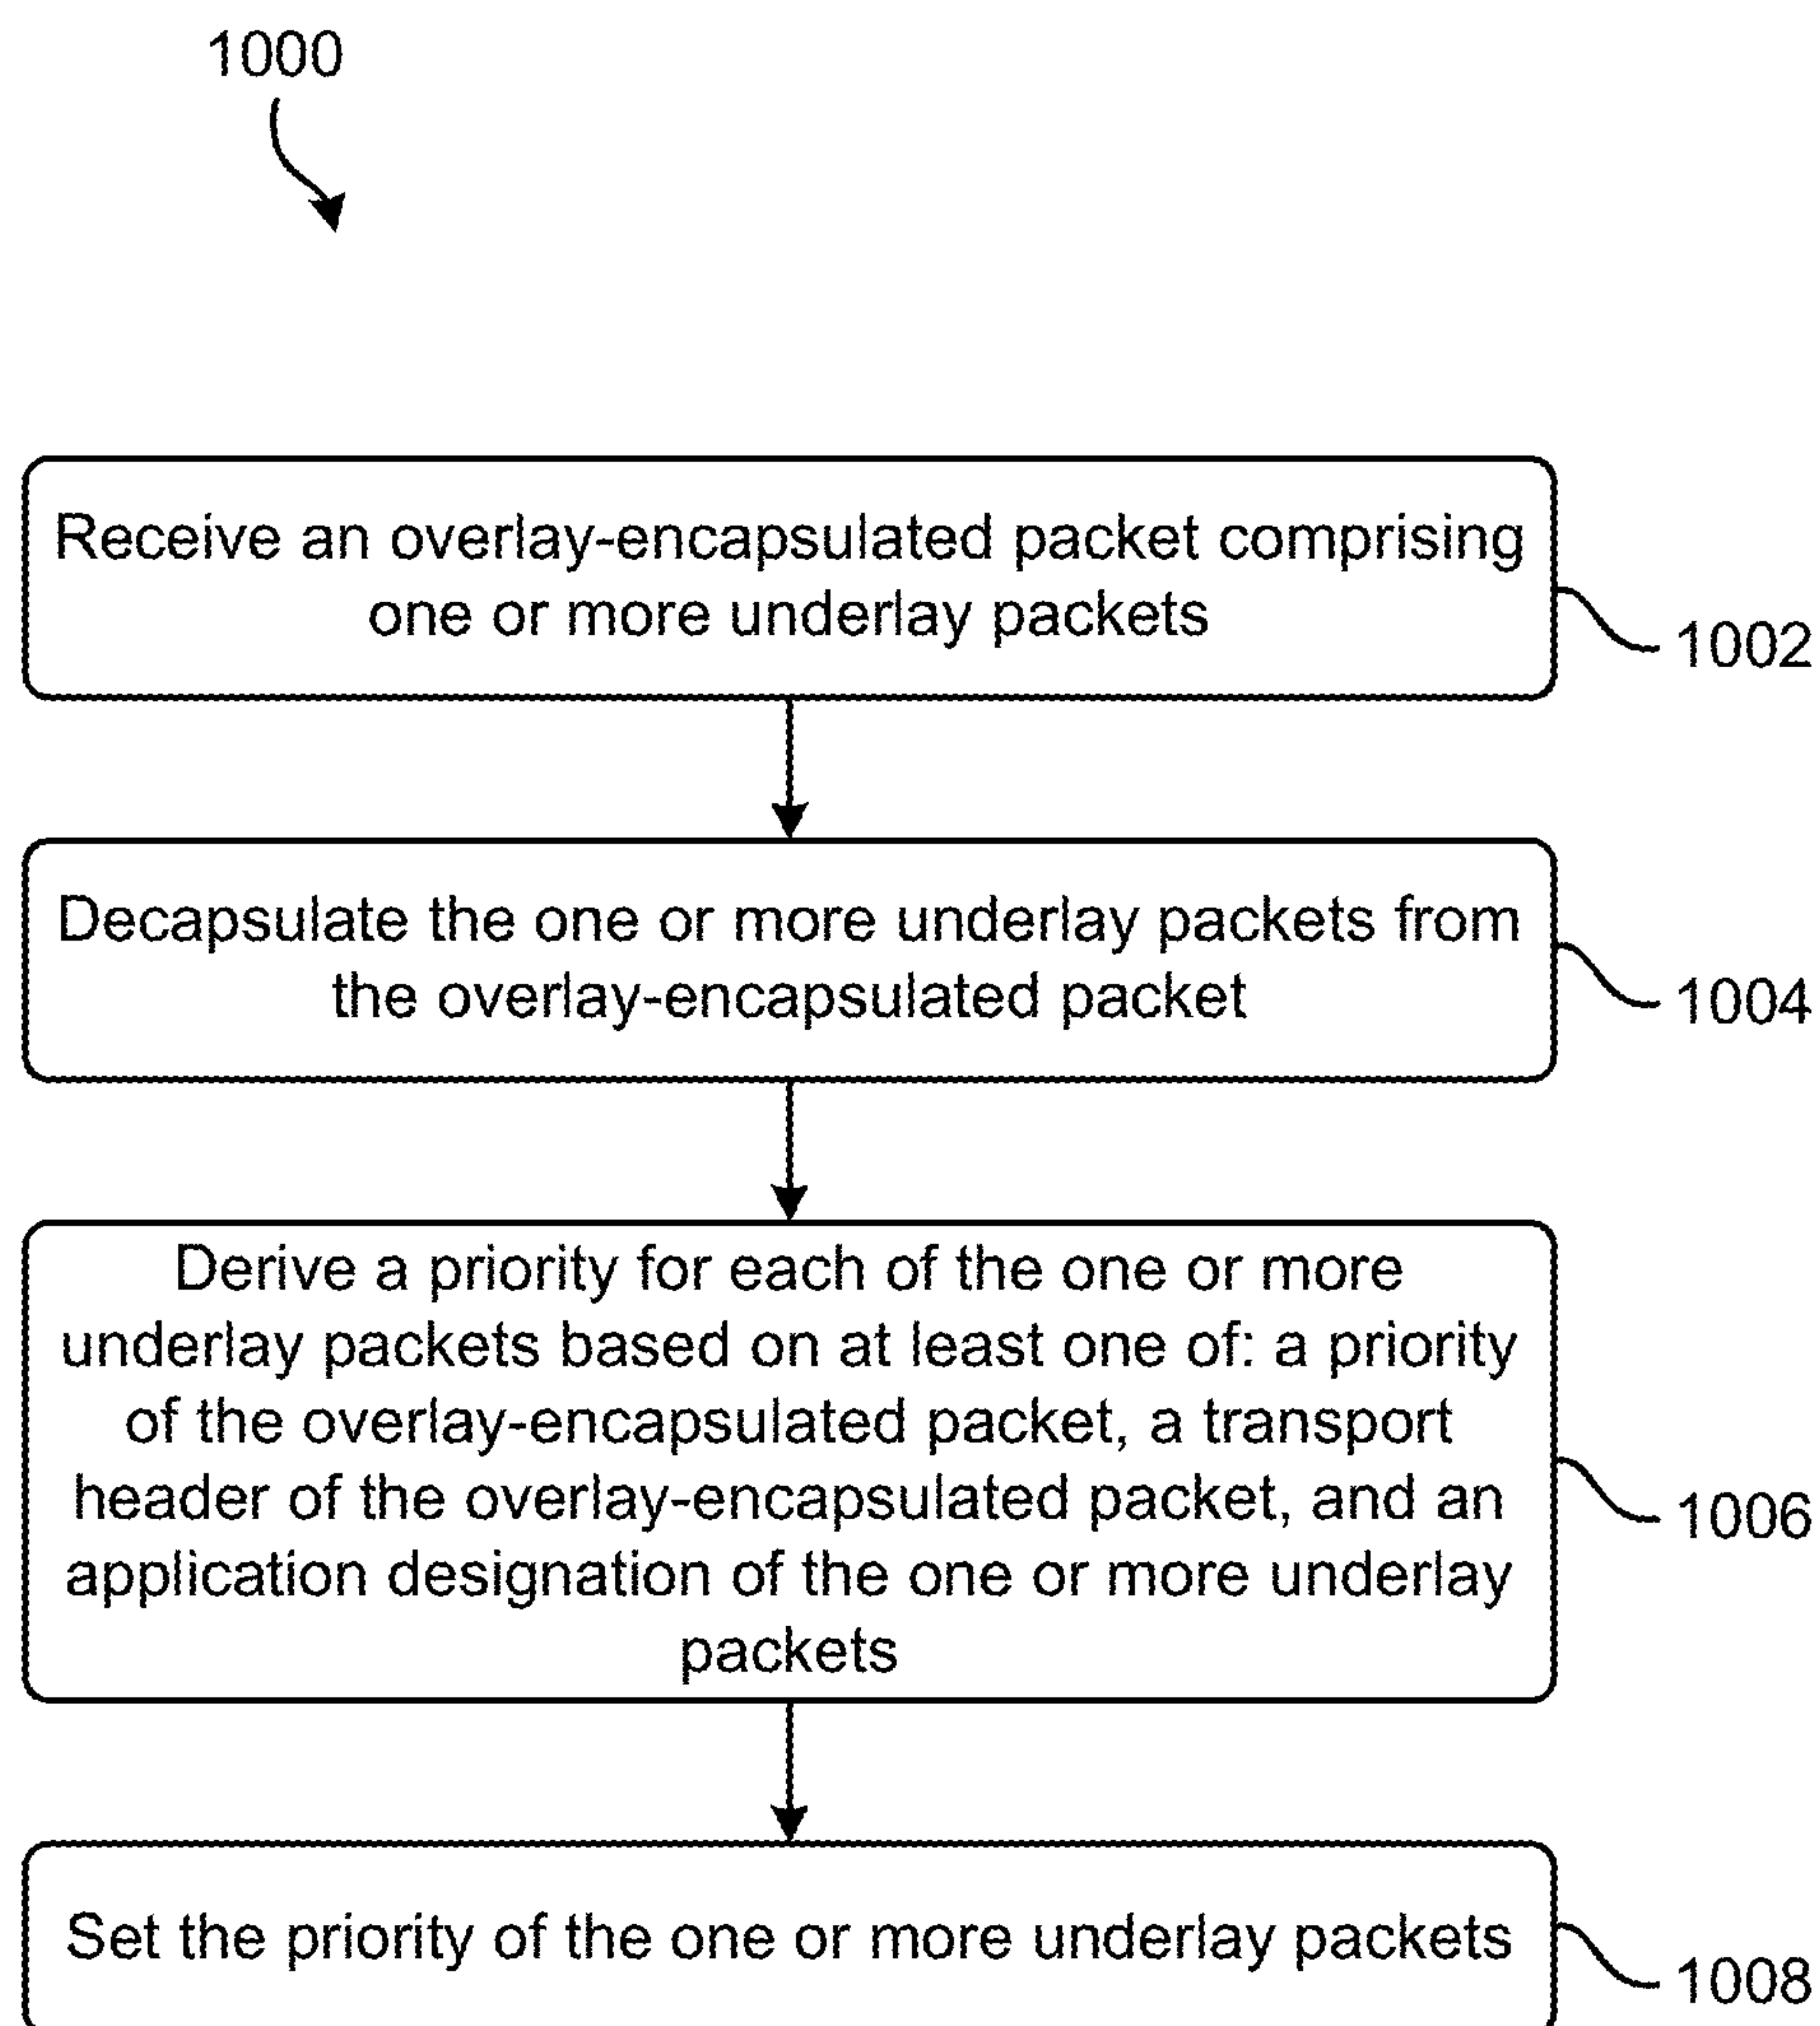 1000
Receive an overlay-encapsulated packet comprising
one or more underlay packets
1002
Decapsulate the one or more underlay packets from
the overlay-encapsulated packet
1004
Derive a priority for each of the one or more
underlay packets based on at least one of: a priority
of the overlay-encapsulated packet, a transport
header of the overlay-encapsulated packet, and an
application designation of the one or more underlay
packets
1006
Set the priority of the one or more underlay packets
1008